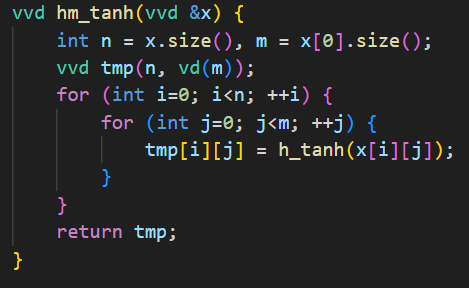 vvd hm_tanh(vvd &x) {
    int n = x.size(), m = x[0].size();
    vvd tmp(n, vd(m));
    for (int i=0; i<n; ++i) {
        for (int j=0; j<m; ++j) {
            tmp[i][j] = h_tanh(x[i][j]);
        }
    }
    return tmp;
}